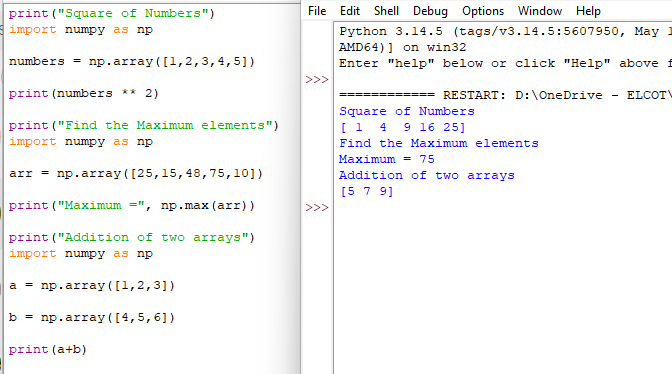 print("Square of Numbers")
import numpy as np
numbers = np.array([1,2,3,4,5])
print(numbers ** 2)
print("Find the Maximum elements")
import numpy as np
arr = np.array([25,15,48,75,10])
print("Maximum =", np.max(arr))
print("Addition of two arrays")
import numpy as np
a = np.array([1,2,3])
b = np.array([4,5,6])
print(a+b)
File Edit Shell Debug Options Window Help
Python 3.14.5 (tags/v3.14.5:5607950, May
AMD64)] on win32
Enter "help" below or click "Help" above
>>>
============ RESTART: D:\OneDrive - ELCOT\
Square of Numbers
[ 1  4  9 16 25]
Find the Maximum elements
Maximum = 75
Addition of two arrays
[5 7 9]
>>>